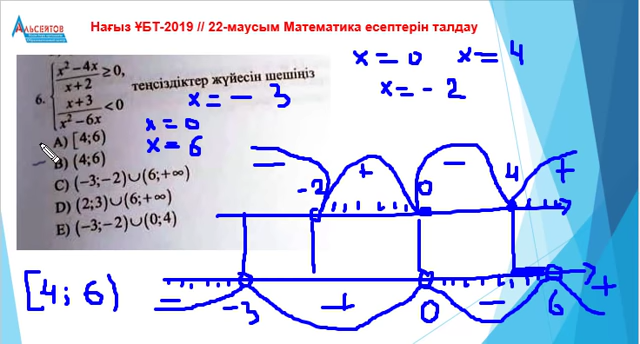 АЛЬСЕИТОВ
Нағыз ҰБТ-2019 // 22-маусым Математика есептерін талдау
6. { (x² − 4x)/(x + 2) ≥ 0,
(x + 3)/(x² − 6x) < 0
теңсіздіктер жүйесін шешіңіз
A) [4;6)
B) (4;6)
C) (−3;−2)∪(6;+∞)
D) (2;3)∪(6;+∞)
E) (−3;−2)∪(0;4)
x = 0 x = 4
x = −2
x = −3
x = 0
x = 6
− −2 + 0 − 4 +
− −3 + 0 − 6 +
[4; 6)